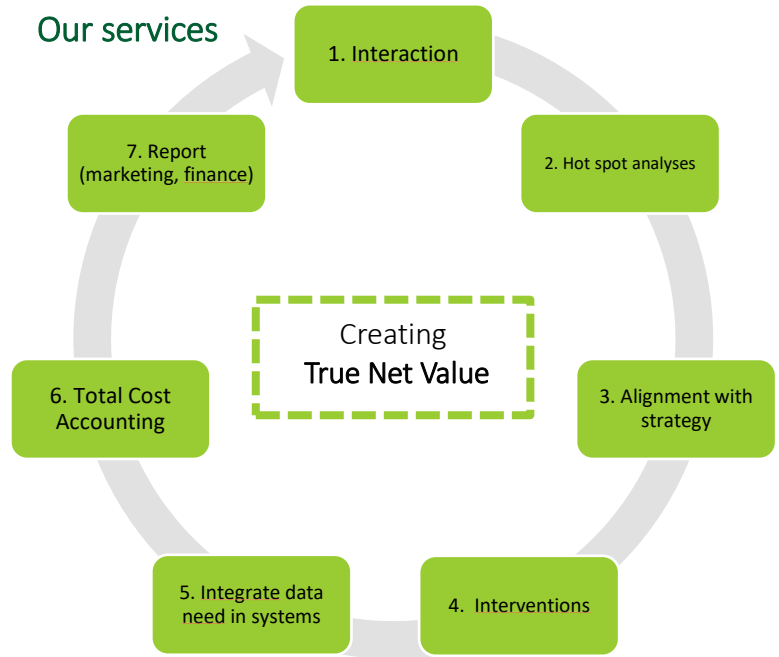 Our services
1. Interaction
2. Hot spot analyses
3. Alignment with
strategy
4. Interventions
5. Integrate data
need in systems
6. Total Cost
Accounting
7. Report
(marketing, finance)
Creating
True Net Value